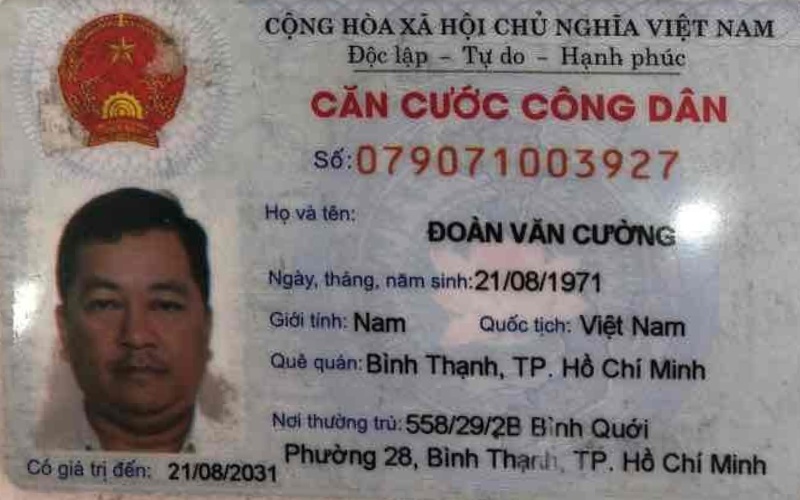 CỘNG HÒA XÃ HỘI CHỦ NGHĨA VIỆT NAM
Độc lập - Tự do - Hạnh phúc
CĂN CƯỚC CÔNG DÂN
Số: 079071003927
Họ và tên:
ĐOÀN VĂN CƯỜNG
Ngày, tháng, năm sinh: 21/08/1971
Giới tính: Nam Quốc tịch: Việt Nam
Quê quán: Bình Thạnh, TP. Hồ Chí Minh
Nơi thường trú: 558/29/2B Bình Quới
Phường 28, Bình Thạnh, TP. Hồ Chí Minh
Có giá trị đến: 21/08/2031